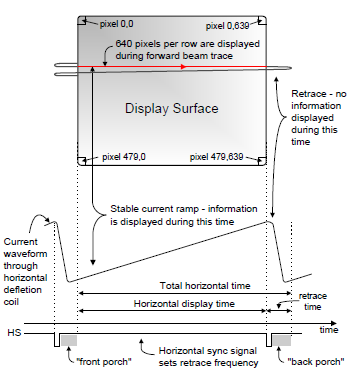 pixel 0,0
pixel 0,639
640 pixels per row are displayed
during forward beam trace
Retrace - no
information
displayed
during this
time
Display Surface
pixel 479,0
pixel 479,639
Stable current ramp - information
is displayed during this time
Current
waveform
through
horizontal
defletion
coil
Total horizontal time
Horizontal display time
retrace
time
time
HS
"front porch"
Horizontal sync signal
sets retrace frequency
"back porch"